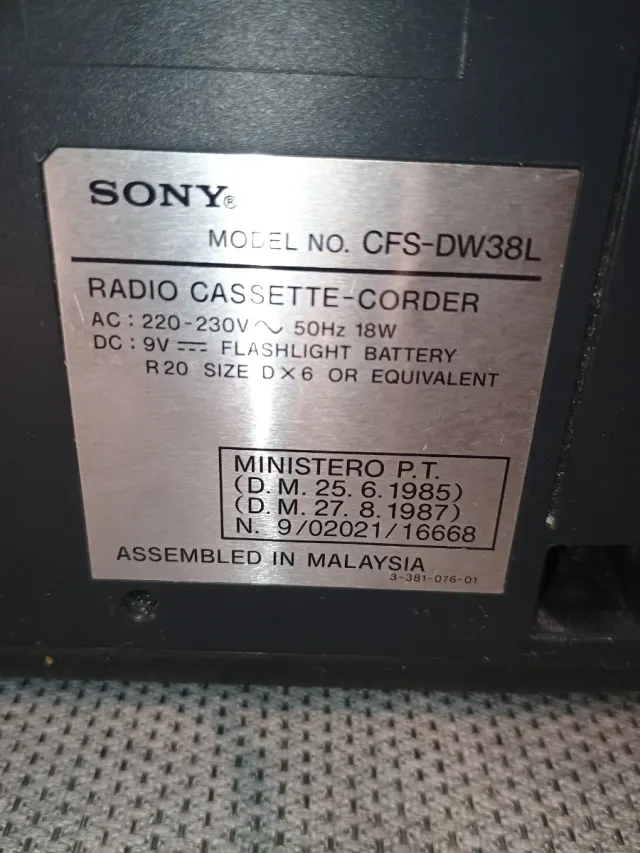 SONY®
MODEL NO. CFS-DW38L
RADIO CASSETTE-CORDER
AC : 220-230V ~ 50Hz 18W
DC : 9V ⎓ FLASHLIGHT BATTERY
R20 SIZE D×6 OR EQUIVALENT
MINISTERO P.T.
(D.M. 25.6.1985)
(D.M. 27.8.1987)
N. 9/02021/16668
ASSEMBLED IN MALAYSIA
3-381-076-01